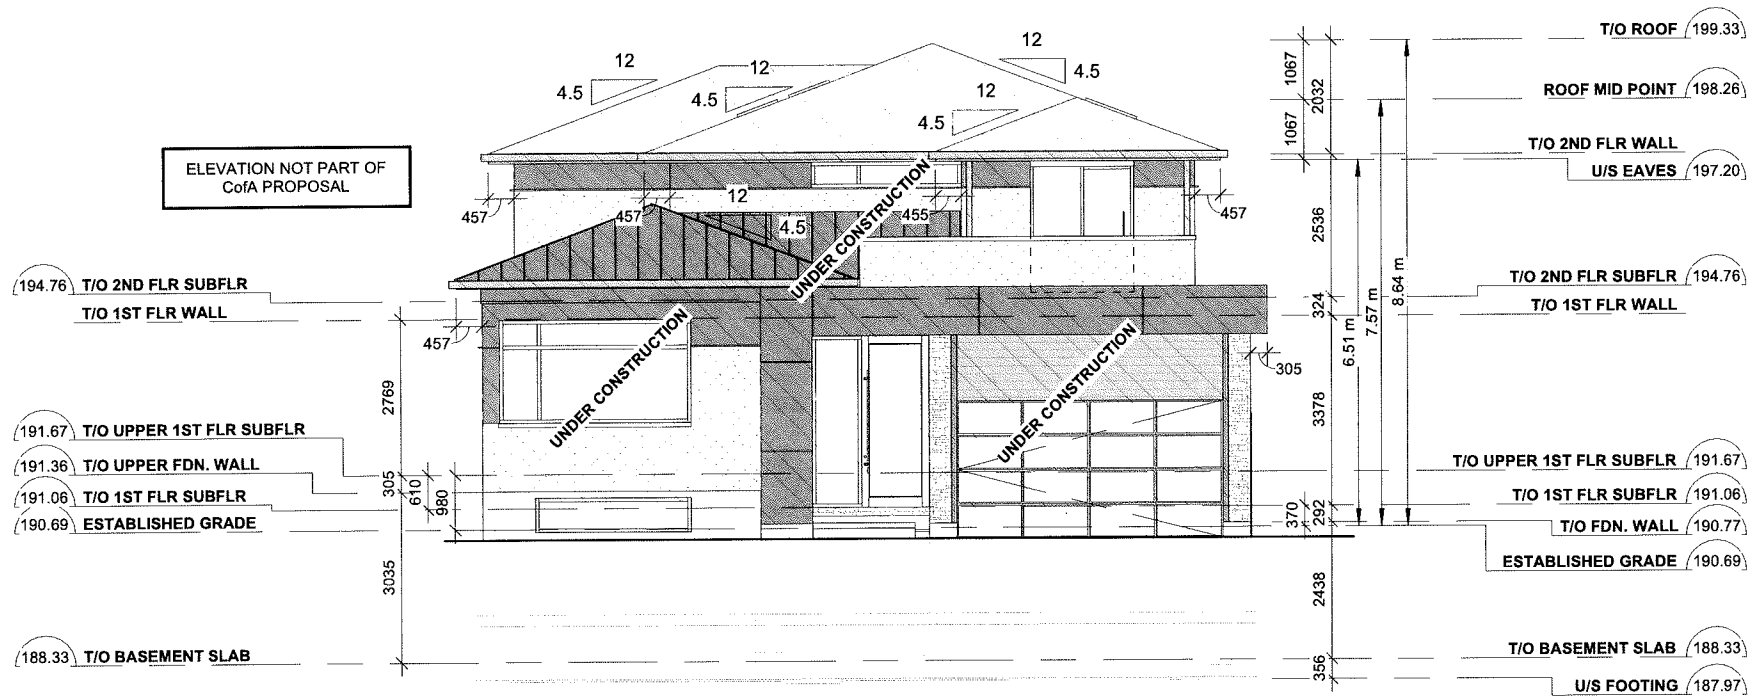 T/O ROOF 199.33
ROOF MID POINT 198.26
T/O 2ND FLR WALL
U/S EAVES 197.20
T/O 2ND FLR SUBFLR 194.76
T/O 1ST FLR WALL
T/O UPPER 1ST FLR SUBFLR 191.67
T/O 1ST FLR SUBFLR 191.06
T/O FDN. WALL 190.77
ESTABLISHED GRADE 190.69
T/O BASEMENT SLAB 188.33
U/S FOOTING 187.97
1067
2032
1067
2536
324
3378
370
292
2438
356
6.51 m
7.57 m
8.64 m
12
4.5
12
4.5
12
4.5
12
4.5
12
4.5
ELEVATION NOT PART OF
CofA PROPOSAL
457
457
455
457
457
305
UNDER CONSTRUCTION
UNDER CONSTRUCTION
UNDER CONSTRUCTION
194.76 T/O 2ND FLR SUBFLR
T/O 1ST FLR WALL
191.67 T/O UPPER 1ST FLR SUBFLR
191.36 T/O UPPER FDN. WALL
191.06 T/O 1ST FLR SUBFLR
190.69 ESTABLISHED GRADE
188.33 T/O BASEMENT SLAB
2769
305
610
980
3035